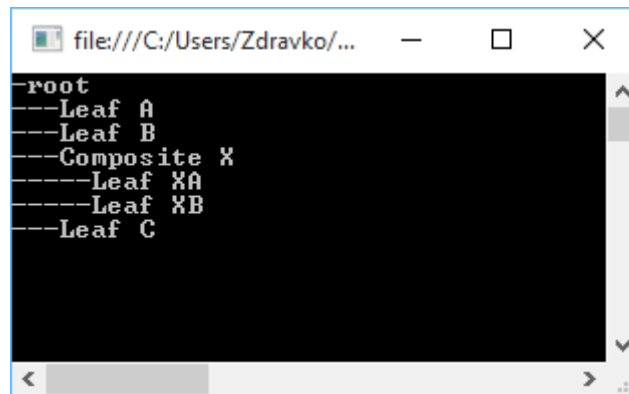 file:///C:/Users/Zdravko/...
-root
---Leaf A
---Leaf B
---Composite X
-----Leaf XA
-----Leaf XB
---Leaf C